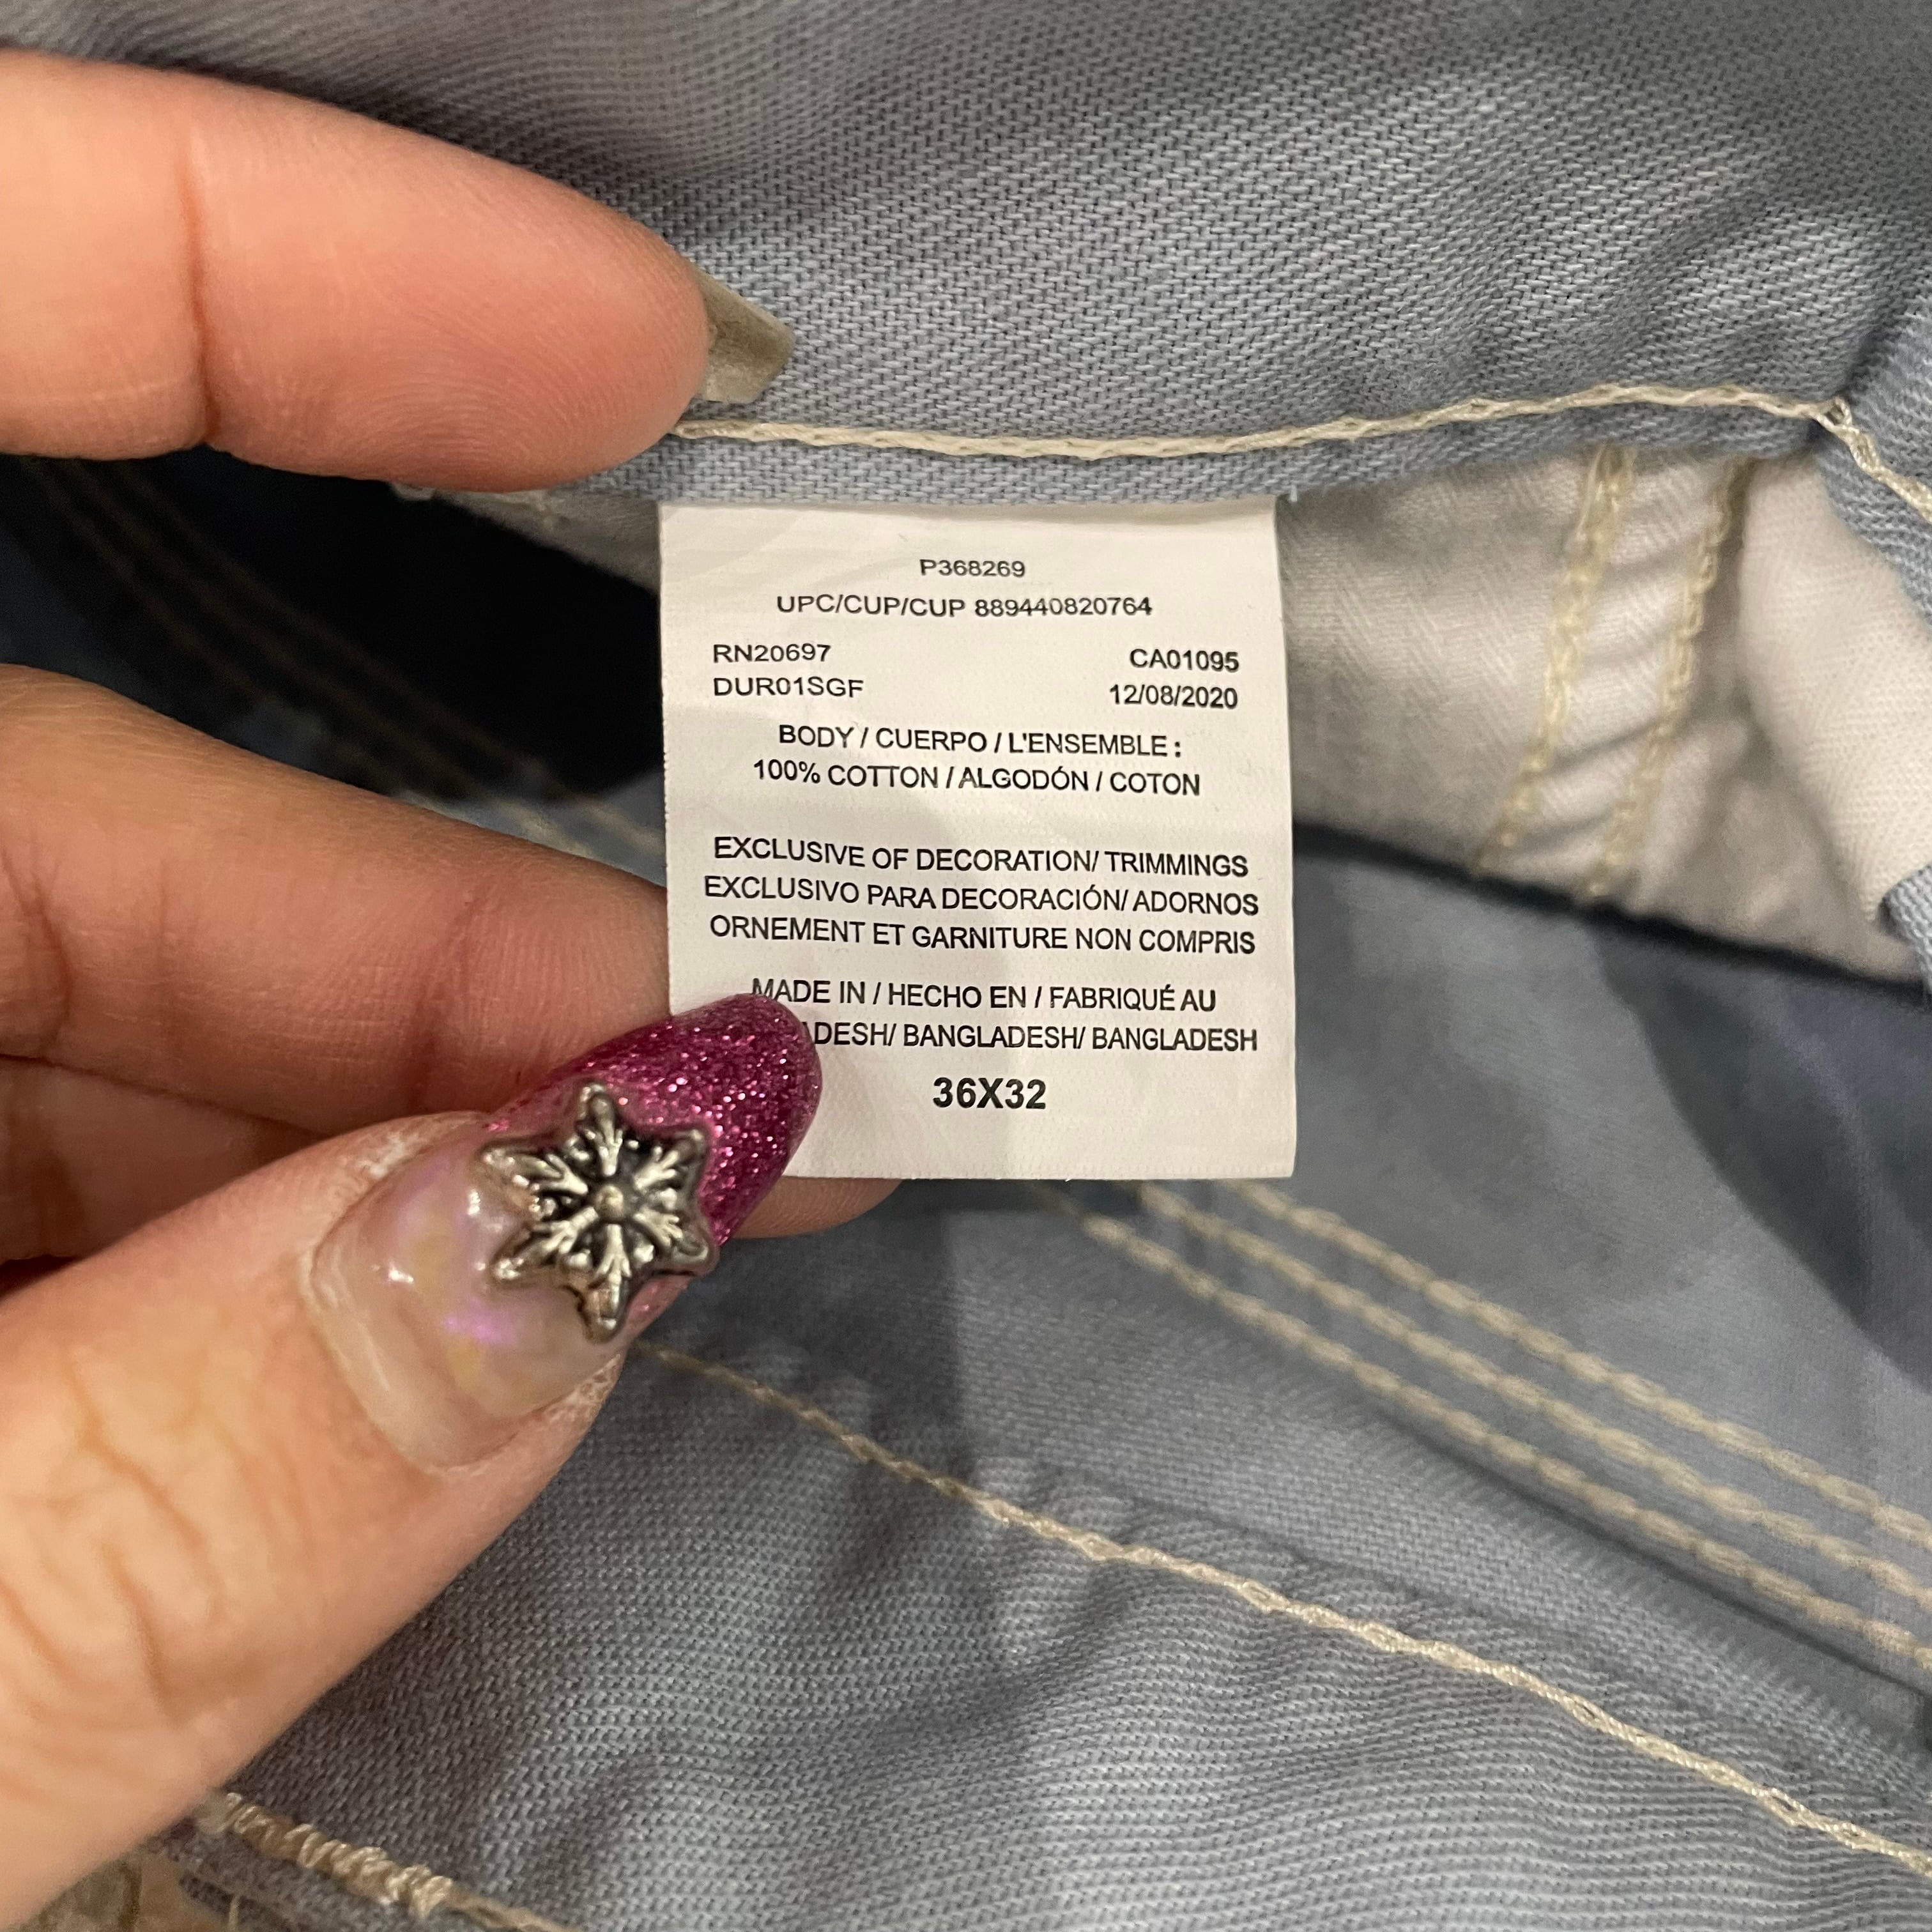 P368269
UPC/CUP/CUP 889440820764
RN20697 CA01095
DUR01SGF 12/08/2020
BODY / CUERPO / L'ENSEMBLE :
100% COTTON / ALGODÓN / COTON
EXCLUSIVE OF DECORATION/ TRIMMINGS
EXCLUSIVO PARA DECORACIÓN/ ADORNOS
ORNEMENT ET GARNITURE NON COMPRIS
MADE IN / HECHO EN / FABRIQUÉ AU
BANGLADESH/ BANGLADESH
36X32